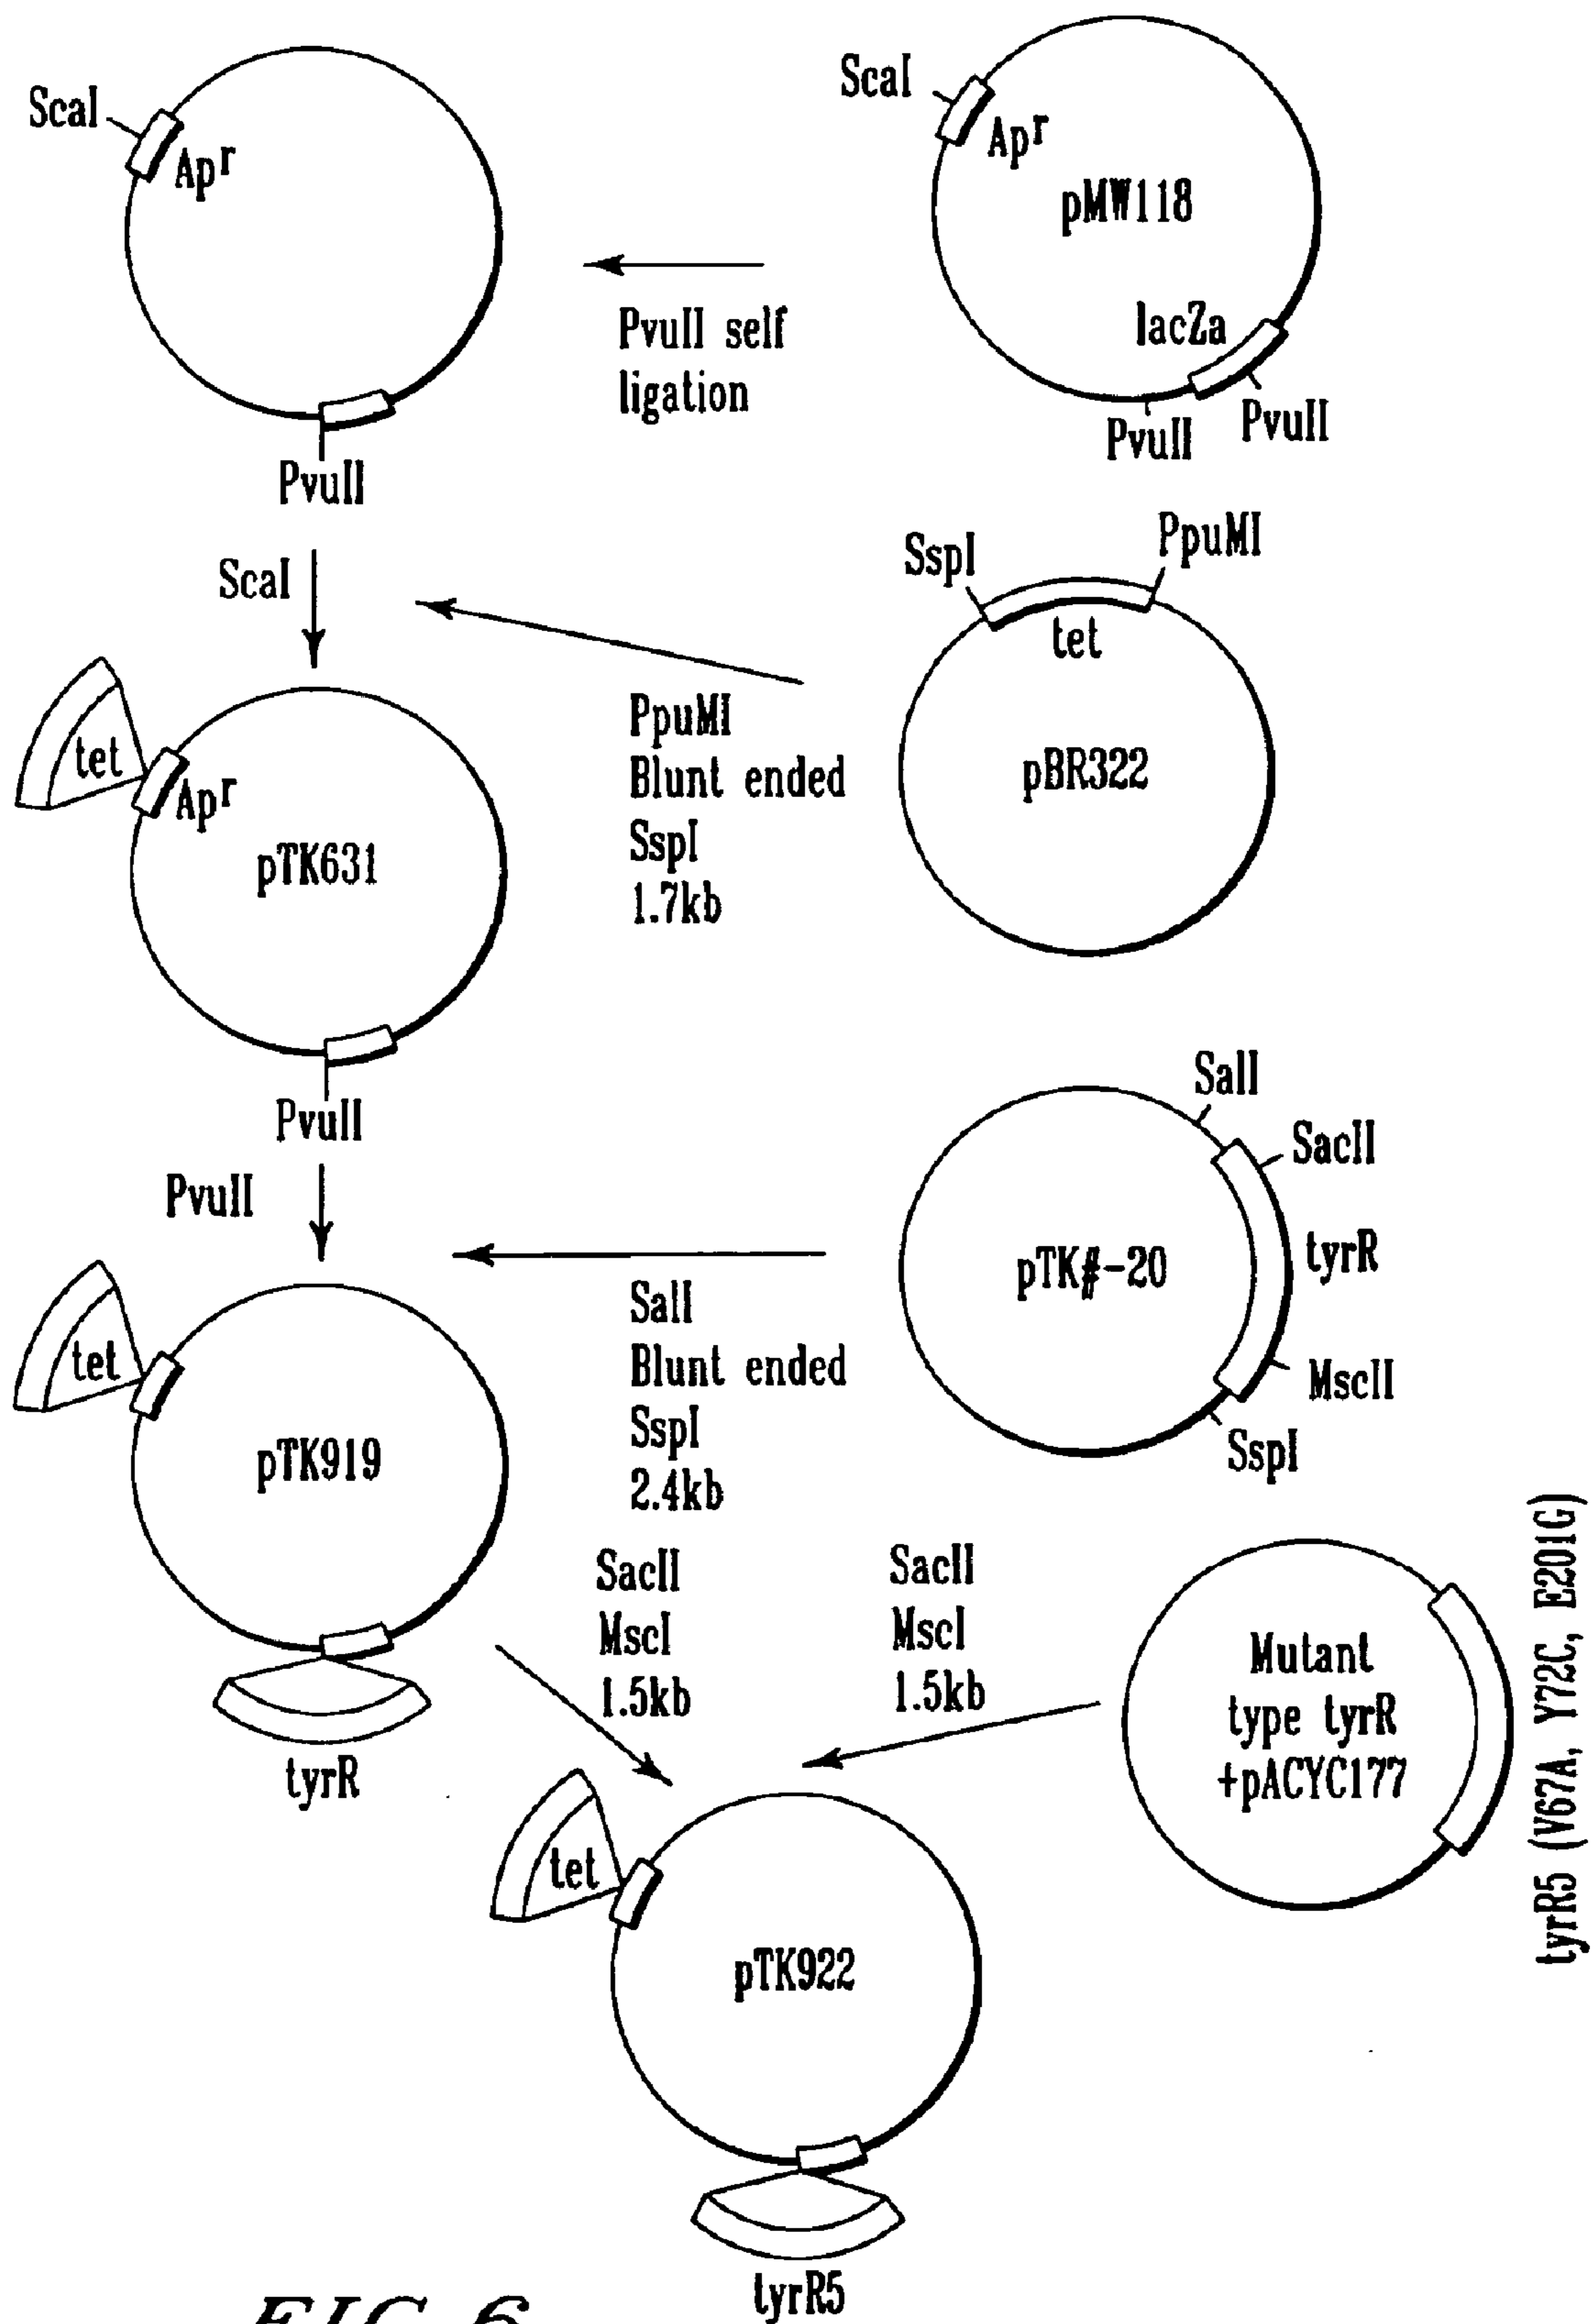 ScaI
Apr
ScaI
Apr
pMW118
lacZa
PvuII
PvuII
PvuII self
ligation
PvuII
ScaI
SspI
PpuMI
tet
pBR322
PpuMI
Blunt ended
SspI
1.7kb
tet
Apr
pTK631
PvuII
PvuII
SalI
SacII
tyrR
pTK#-20
MscII
SspI
SalI
Blunt ended
SspI
2.4kb
tet
pTK919
tyrR
SacII
MscI
1.5kb
SacII
MscI
1.5kb
Mutant
type tyrR
+pACYC177
tyrR5 (V67A, Y72C, E201G)
tet
pTK922
tyrR5
FIG. 6